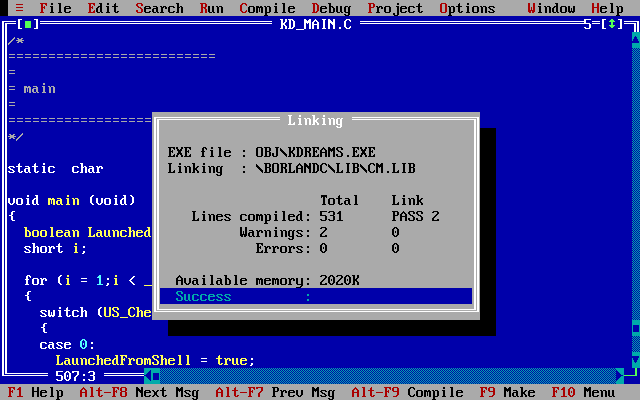 ≡ File Edit Search Run Compile Debug Project Options Window Help
[■] KD_MAIN.C 5=[↕]
/*
==========================
=
= main
=
==================
*/
Linking
EXE file : OBJ\KDREAMS.EXE
Linking : \BORLANDC\LIB\CM.LIB
Total Link
Lines compiled: 531 PASS 2
Warnings: 2 0
Errors: 0 0
Available memory: 2020K
Success :
static char
void main (void)
{
boolean Launched
short i;
for (i = 1;i < _
{
switch (US_Che
{
case 0:
LaunchedFromShell = true;
507:3
F1 Help Alt-F8 Next Msg Alt-F7 Prev Msg Alt-F9 Compile F9 Make F10 Menu